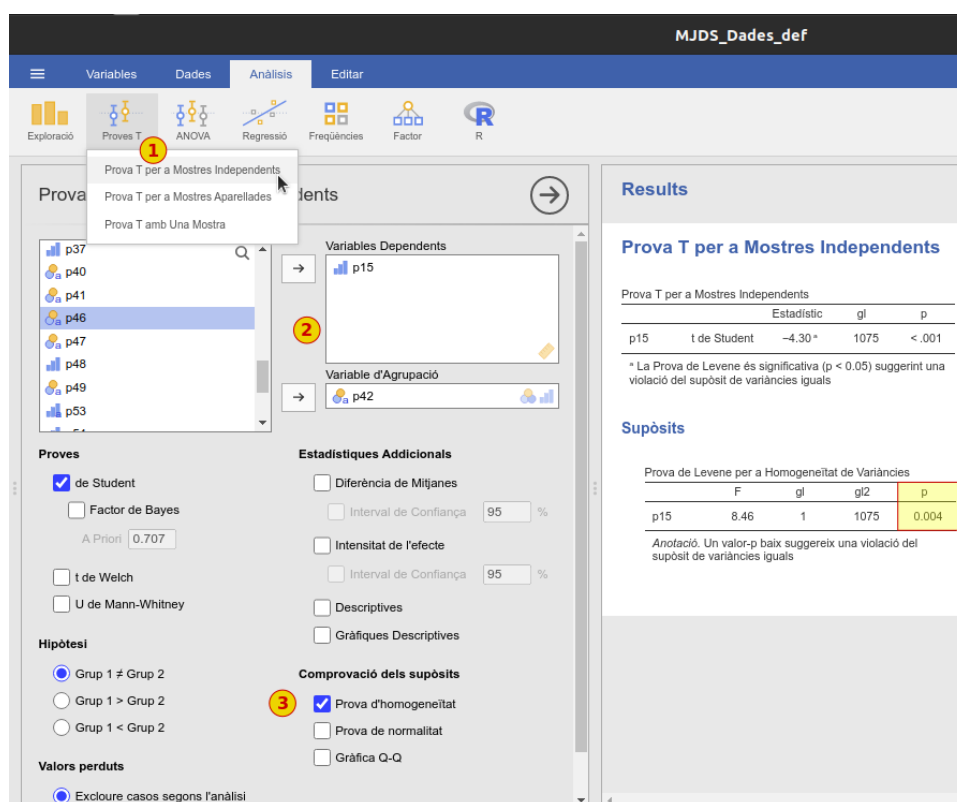 MJDS_Dades_def
Variables Dades Anàlisis Editar
Exploració Proves T ANOVA Regressió Freqüències Factor R
1
Prova T per a Mostres Independents
Prova T per a Mostres Aparellades
Prova T amb Una Mostra
Prova dents
p37
p40
p41
p46
p47
p48
p49
p53
Variables Dependents
p15
2
Variable d'Agrupació
p42
Proves
de Student
Factor de Bayes
A Priori 0.707
t de Welch
U de Mann-Whitney
Hipòtesi
Grup 1 ≠ Grup 2
Grup 1 > Grup 2
Grup 1 < Grup 2
Valors perduts
Excloure casos segons l'anàlisi
Estadístiques Addicionals
Diferència de Mitjanes
Interval de Confiança 95 %
Intensitat de l'efecte
Interval de Confiança 95 %
Descriptives
Gràfiques Descriptives
Comprovació dels supòsits
3 Prova d'homogeneïtat
Prova de normalitat
Gràfica Q-Q
Results
Prova T per a Mostres Independents
Prova T per a Mostres Independents
Estadístic gl p
p15 t de Student −4.30 ᵃ 1075 < .001
ᵃ La Prova de Levene és significativa (p < 0.05) suggerint una
violació del supòsit de variàncies iguals
Supòsits
Prova de Levene per a Homogeneïtat de Variàncies
F gl gl2 p
p15 8.46 1 1075 0.004
Anotació. Un valor-p baix suggereix una violació del
supòsit de variàncies iguals